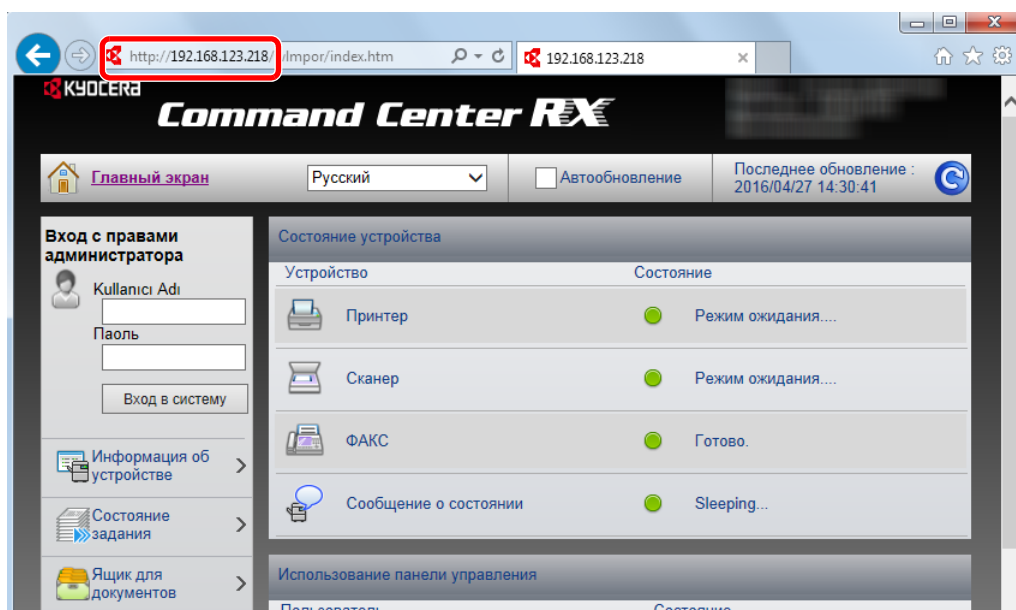 http://192.168.123.218/ wlmpor/index.htm
192.168.123.218
KYOCERA
Command Center RX
Главный экран
Русский
Автообновление
Последнее обновление :
2016/04/27 14:30:41
Вход с правами
администратора
Kullanıcı Adı
Паоль
Вход в систему
Информация об
устройстве
Состояние
задания
Ящик для
документов
Состояние устройства
Устройство Состояние
Принтер Режим ожидания....
Сканер Режим ожидания....
ФАКС Готово.
Сообщение о состоянии Sleeping...
Использование панели управления
Пользователь Состояние